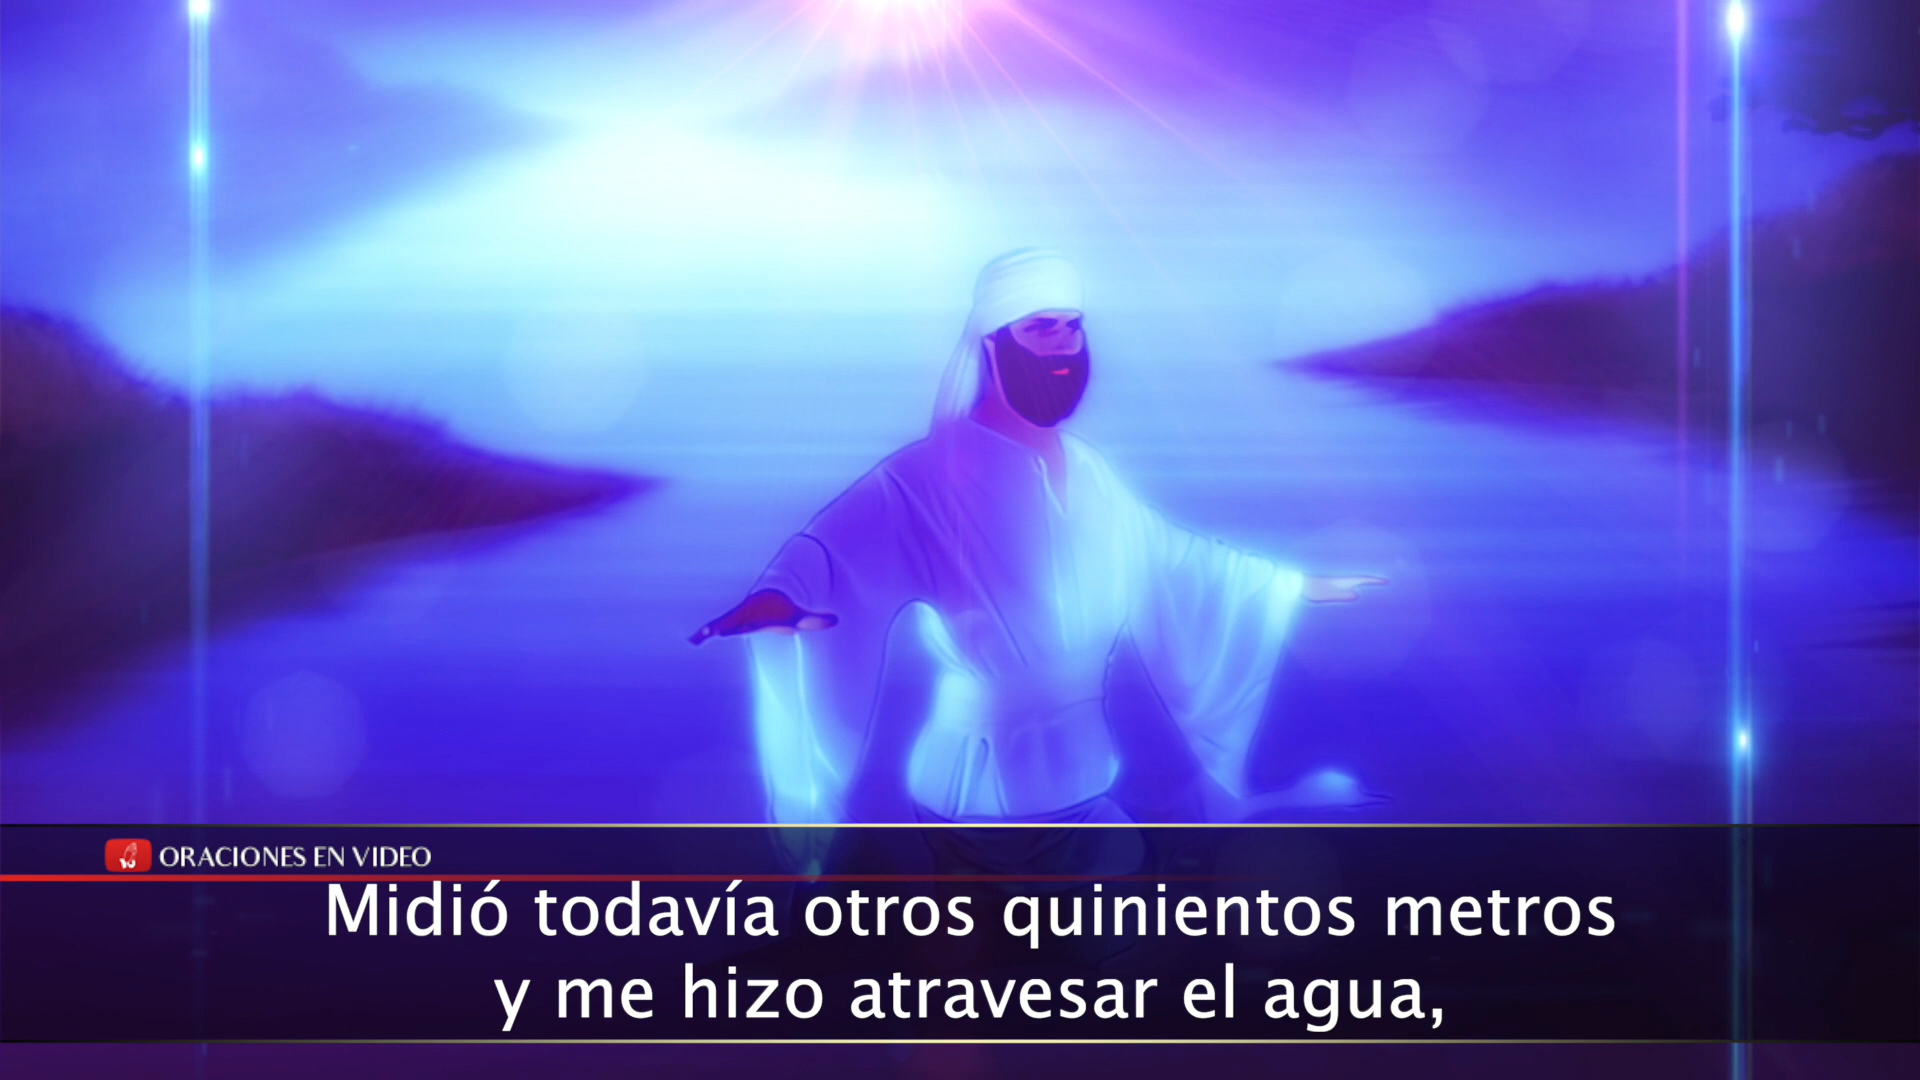 ORACIONES EN VIDEO
Midió todavía otros quinientos metros
y me hizo atravesar el agua,